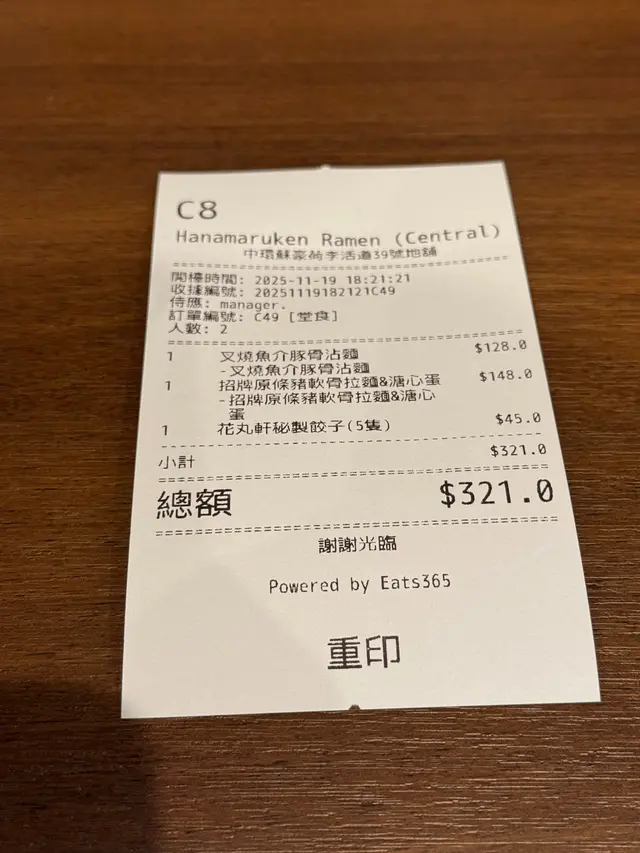 C8
Hanamaruken Ramen (Central)
中環蘇豪荷李活道39號地舖
開檯時間: 2025-11-19 18:21:21
收據編號: 20251119182121C49
侍應: manager.
訂單編號: C49 [堂食]
人數: 2
1 叉燒魚介豚骨沾麵 $128.0
-叉燒魚介豚骨沾麵
1 招牌原條豬軟骨拉麵&溏心蛋 $148.0
-招牌原條豬軟骨拉麵&溏心
蛋
1 花丸軒秘製餃子(5隻) $45.0
小計 $321.0
總額 $321.0
謝謝光臨
Powered by Eats365
重印